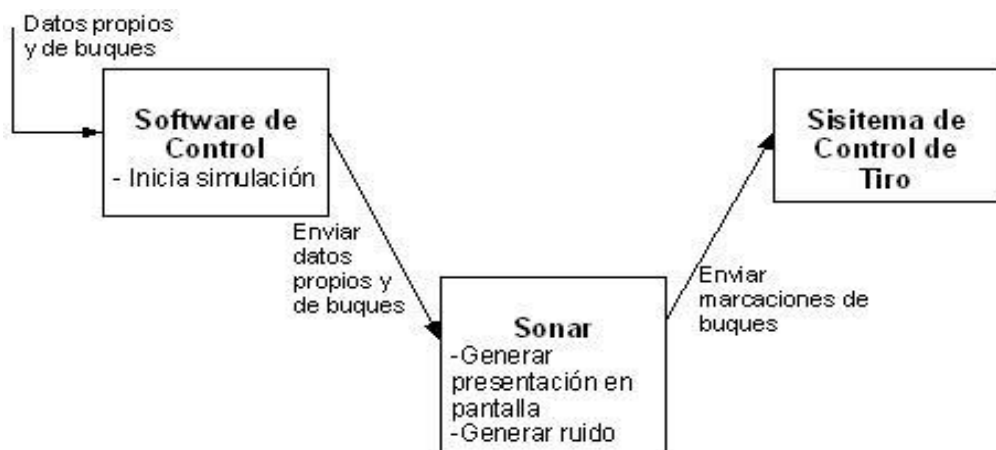 Datos propios
y de buques
Software de
Control
- Inicia simulación
Enviar
datos
propios y
de buques
Sonar
-Generar
presentación en
pantalla
-Generar ruido
Enviar
marcaciones de
buques
Sisitema de
Control de
Tiro